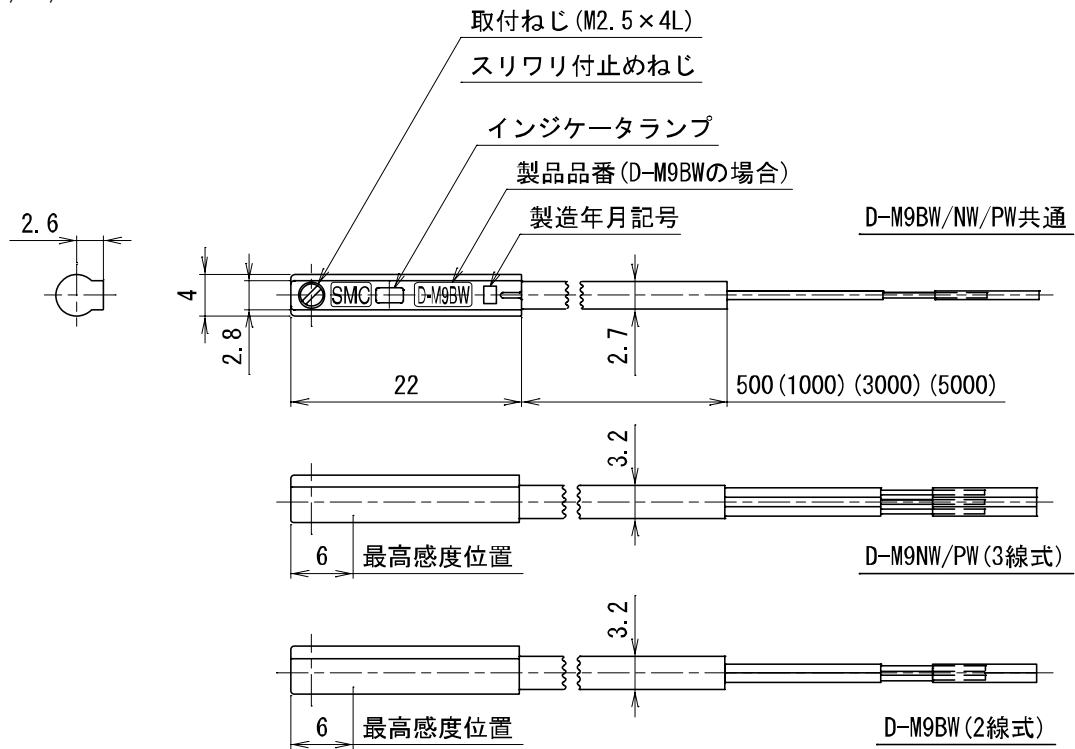 取付ねじ(M2.5×4L)
スリワリ付止めねじ
インジケータランプ
製品品番(D-M9BWの場合)
製造年月記号
D-M9BW/NW/PW共通
2.6
4
2.8
SMC
D-M9BW
2.7
22
500(1000)(3000)(5000)
3.2
6
最高感度位置
D-M9NW/PW(3線式)
3.2
6
最高感度位置
D-M9BW(2線式)